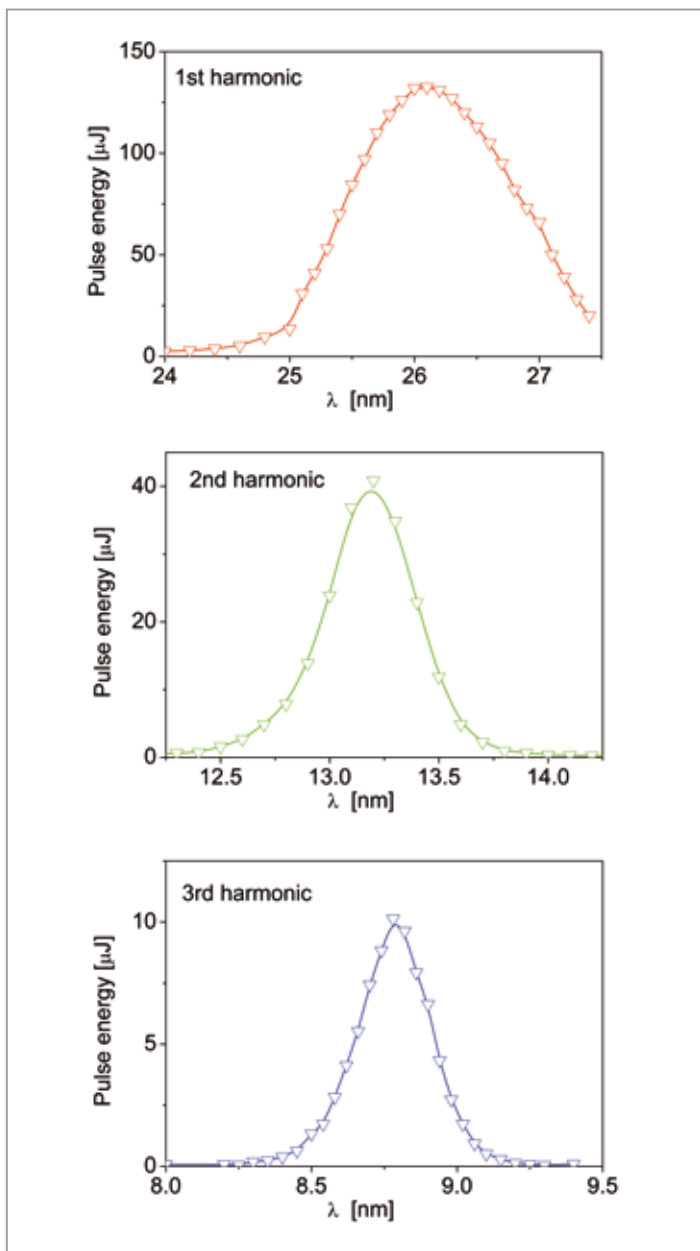 1st harmonic
Pulse energy [μJ]
150
100
50
0
24 25 26 27
λ [nm]
2nd harmonic
Pulse energy [μJ]
40
20
0
12.5 13.0 13.5 14.0
λ [nm]
3rd harmonic
Pulse energy [μJ]
10
5
0
8.0 8.5 9.0 9.5
λ [nm]